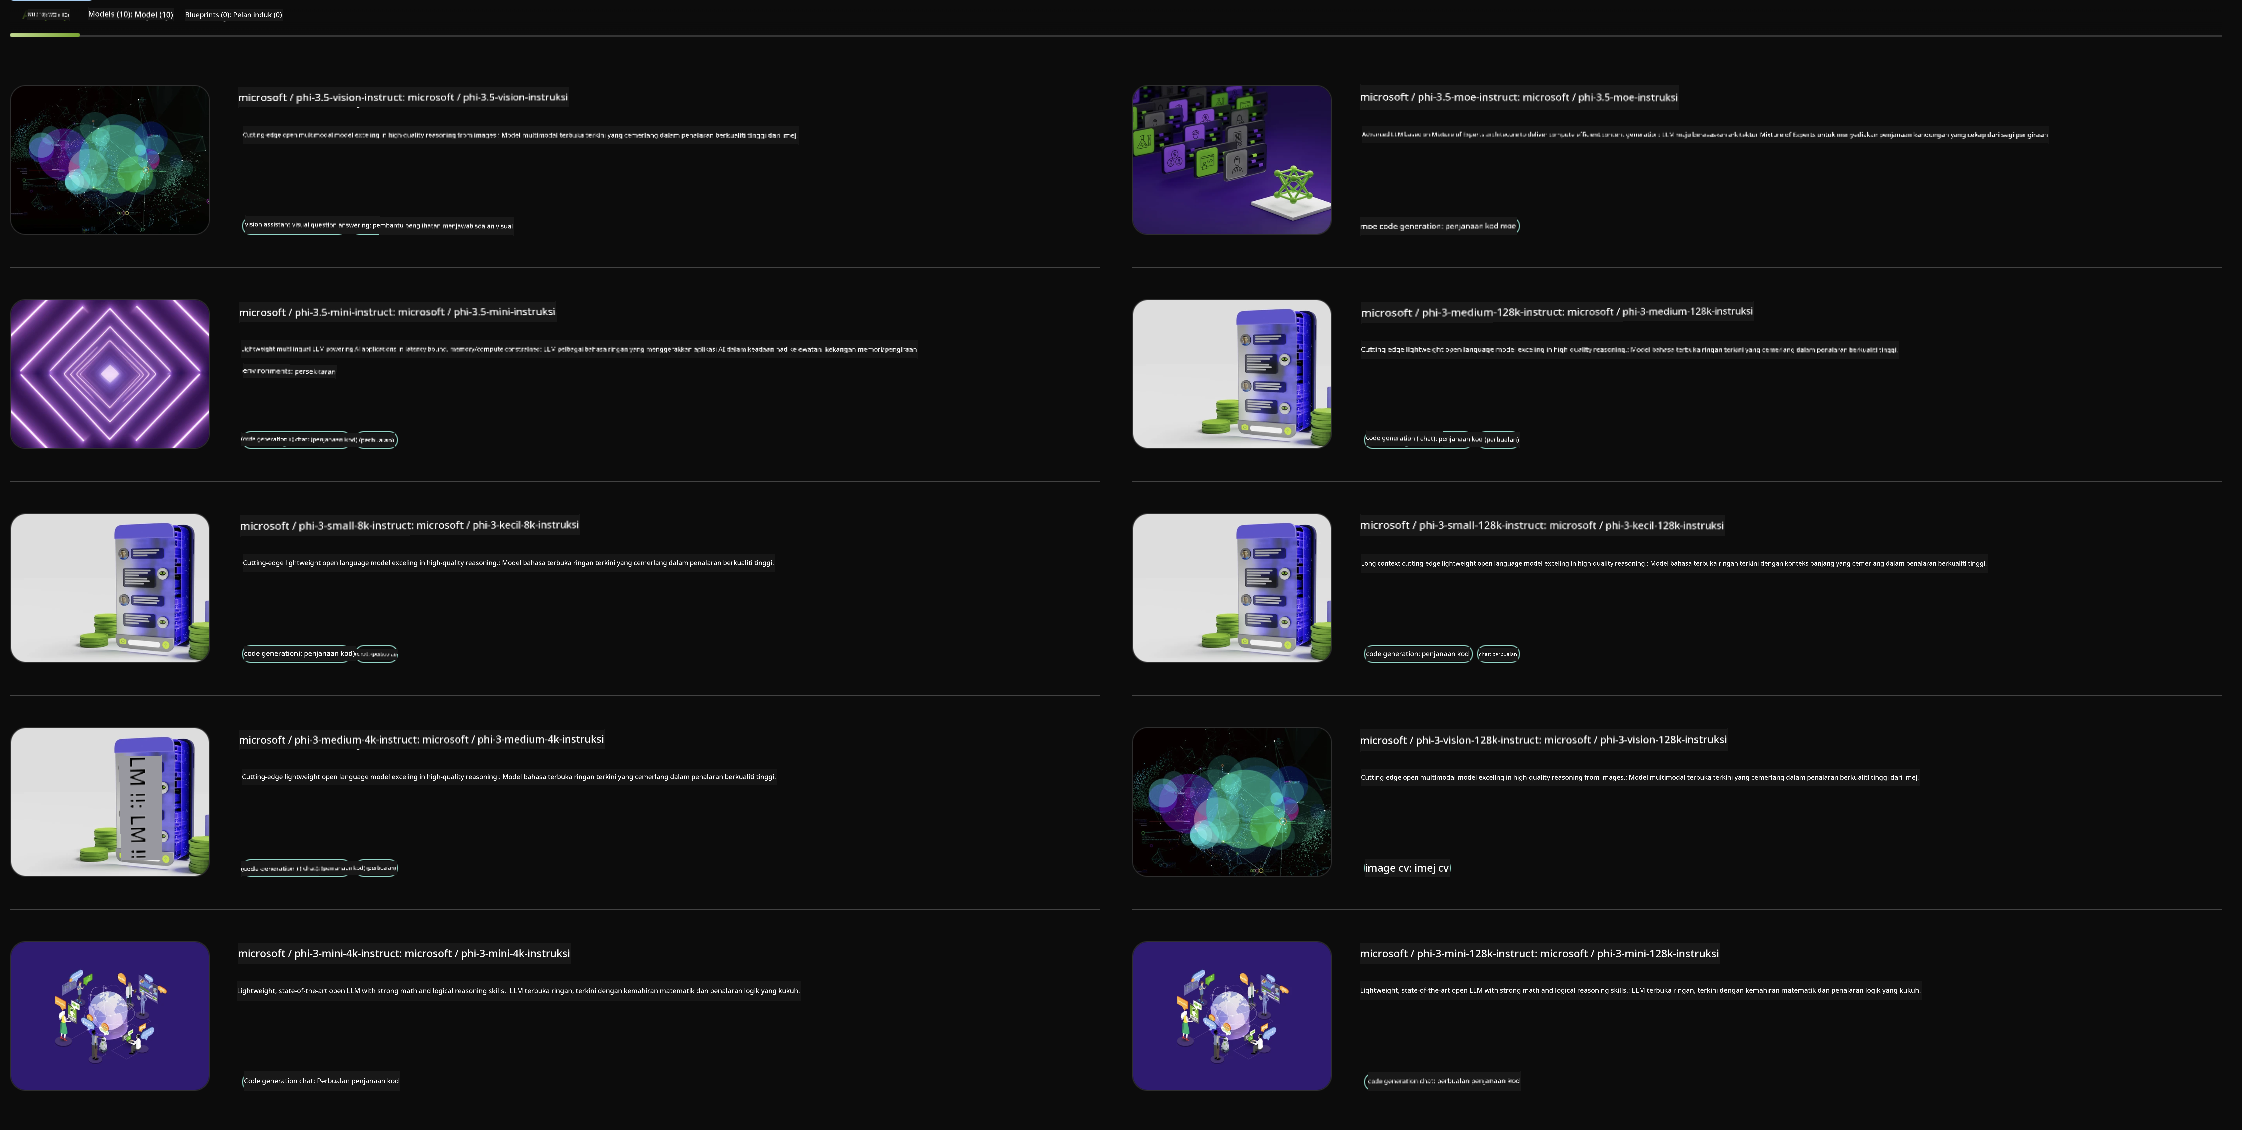 Models (10): Model (10)
Blueprints (0): Pelan Induk (0)
microsoft / phi-3.5-vision-instruct: microsoft / phi-3.5-vision-instruksi
Cutting-edge open multimodal model exceling in high-quality reasoning from images.: Model multimodal terbuka terkini yang cemerlang dalam penalaran berkualiti tinggi dari imej.
vision assistant visual question answering: pembantu penglihatan menjawab soalan visual
microsoft / phi-3.5-moe-instruct: microsoft / phi-3.5-moe-instruksi
Advanced LLM based on Mixture of Experts architecure to deliver compute efficient content generation: LLM maju berasaskan arkitektur Mixture of Experts untuk menyediakan penjanaan kandungan yang cekap dari segi pengiraan
moe code generation: penjanaan kod moe
microsoft / phi-3.5-mini-instruct: microsoft / phi-3.5-mini-instruksi
Lightweight multilingual LLM powering AI applications in latency bound, memory/compute constrained: LLM pelbagai bahasa ringan yang menggerakkan aplikasi AI dalam keadaan had kelewatan, kekangan memori/pengiraan
environments: persekitaran
(code generation) (chat: (penjanaan kod) (perbualan)
microsoft / phi-3-medium-128k-instruct: microsoft / phi-3-medium-128k-instruksi
Cutting-edge lightweight open language model exceling in high-quality reasoning.: Model bahasa terbuka ringan terkini yang cemerlang dalam penalaran berkualiti tinggi.
code generation ( chat): penjanaan kod (perbualan)
microsoft / phi-3-small-8k-instruct: microsoft / phi-3-kecil-8k-instruksi
Cutting-edge lightweight open language model exceling in high-quality reasoning.: Model bahasa terbuka ringan terkini yang cemerlang dalam penalaran berkualiti tinggi.
(code generation): penjanaan kod)
microsoft / phi-3-small-128k-instruct: microsoft / phi-3-kecil-128k-instruksi
Long context cutting-edge lightweight open language model exceling in high-quality reasoning.: Model bahasa terbuka ringan terkini dengan konteks panjang yang cemerlang dalam penalaran berkualiti tinggi.
code generation: penjanaan kod
chat: perbualan
microsoft / phi-3-medium-4k-instruct: microsoft / phi-3-medium-4k-instruksi
Cutting-edge lightweight open language model exceling in high-quality reasoning.: Model bahasa terbuka ringan terkini yang cemerlang dalam penalaran berkualiti tinggi.
LM !!: LM !!
(code generation ) ( chat): (penjanaan kod) (perbualan)
microsoft / phi-3-vision-128k-instruct: microsoft / phi-3-vision-128k-instruksi
Cutting-edge open multimodal model exceling in high-quality reasoning from images.: Model multimodal terbuka terkini yang cemerlang dalam penalaran berkualiti tinggi dari imej.
image cv: imej cv
microsoft / phi-3-mini-4k-instruct: microsoft / phi-3-mini-4k-instruksi
Lightweight, state-of-the-art open LLM with strong math and logical reasoning skills.: LLM terbuka ringan, terkini dengan kemahiran matematik dan penalaran logik yang kukuh.
Code generation chat: Perbualan penjanaan kod
microsoft / phi-3-mini-128k-instruct: microsoft / phi-3-mini-128k-instruksi
Lightweight, state-of-the-art open LLM with strong math and logical reasoning skills.: LLM terbuka ringan, terkini dengan kemahiran matematik dan penalaran logik yang kukuh.
code generation chat: perbualan penjanaan kod